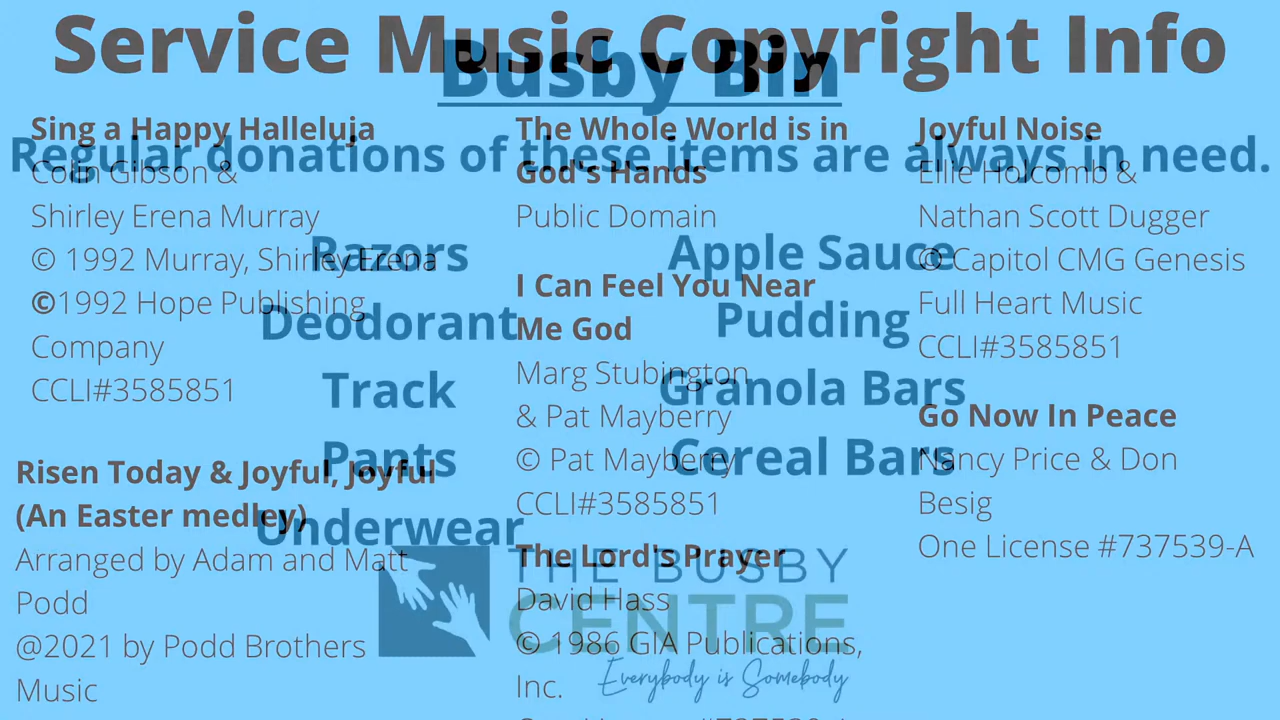 Service Music Copyright Info
Sing a Happy Halleluja
Colin Gibson &
Shirley Erena Murray
© 1992 Murray, Shirley Erena
©1992 Hope Publishing
Company
CCLI#3585851
Risen Today & Joyful, Joyful
(An Easter medley)
Arranged by Adam and Matt
Podd
@2021 by Podd Brothers
Music
The Whole World is in
God's Hands
Public Domain
I Can Feel You Near
Me God
Marg Stubington
& Pat Mayberry
© Pat Mayberry
CCLI#3585851
The Lord's Prayer
David Hass
© 1986 GIA Publications,
Inc.
Joyful Noise
Ellie Holcomb &
Nathan Scott Dugger
© Capitol CMG Genesis
Full Heart Music
CCLI#3585851
Go Now In Peace
Nancy Price & Don
Besig
One License #737539-A
Busby Bin
Regular donations of these items are always in need.
Razors
Deodorant
Track
Pants
Underwear
Apple Sauce
Pudding
Granola Bars
Cereal Bars
THE BUSBY
CENTRE
Everybody is Somebody